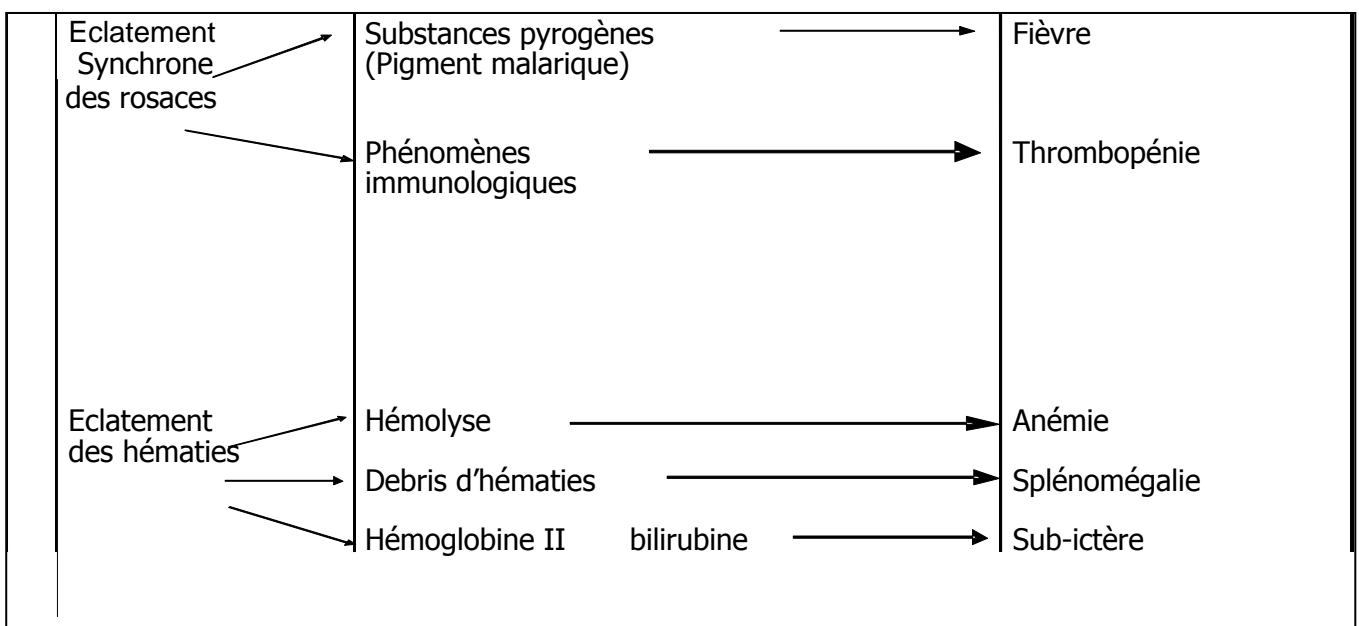 Eclatement Substances pyrogènes Fièvre
Synchrone (Pigment malarique)
des rosaces
Phénomènes Thrombopénie
immunologiques
Eclatement Hémolyse Anémie
des hématies
Debris d'hématies Splénomégalie
Hémoglobine II bilirubine Sub-ictère